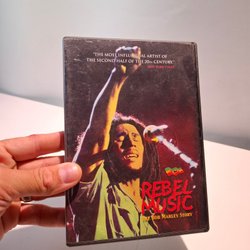 "THE MOST INFLUENTIAL ARTIST OF
THE SECOND HALF OF THE 20TH CENTURY."
REBEL
MUSIC
THE BOB MARLEY STORY